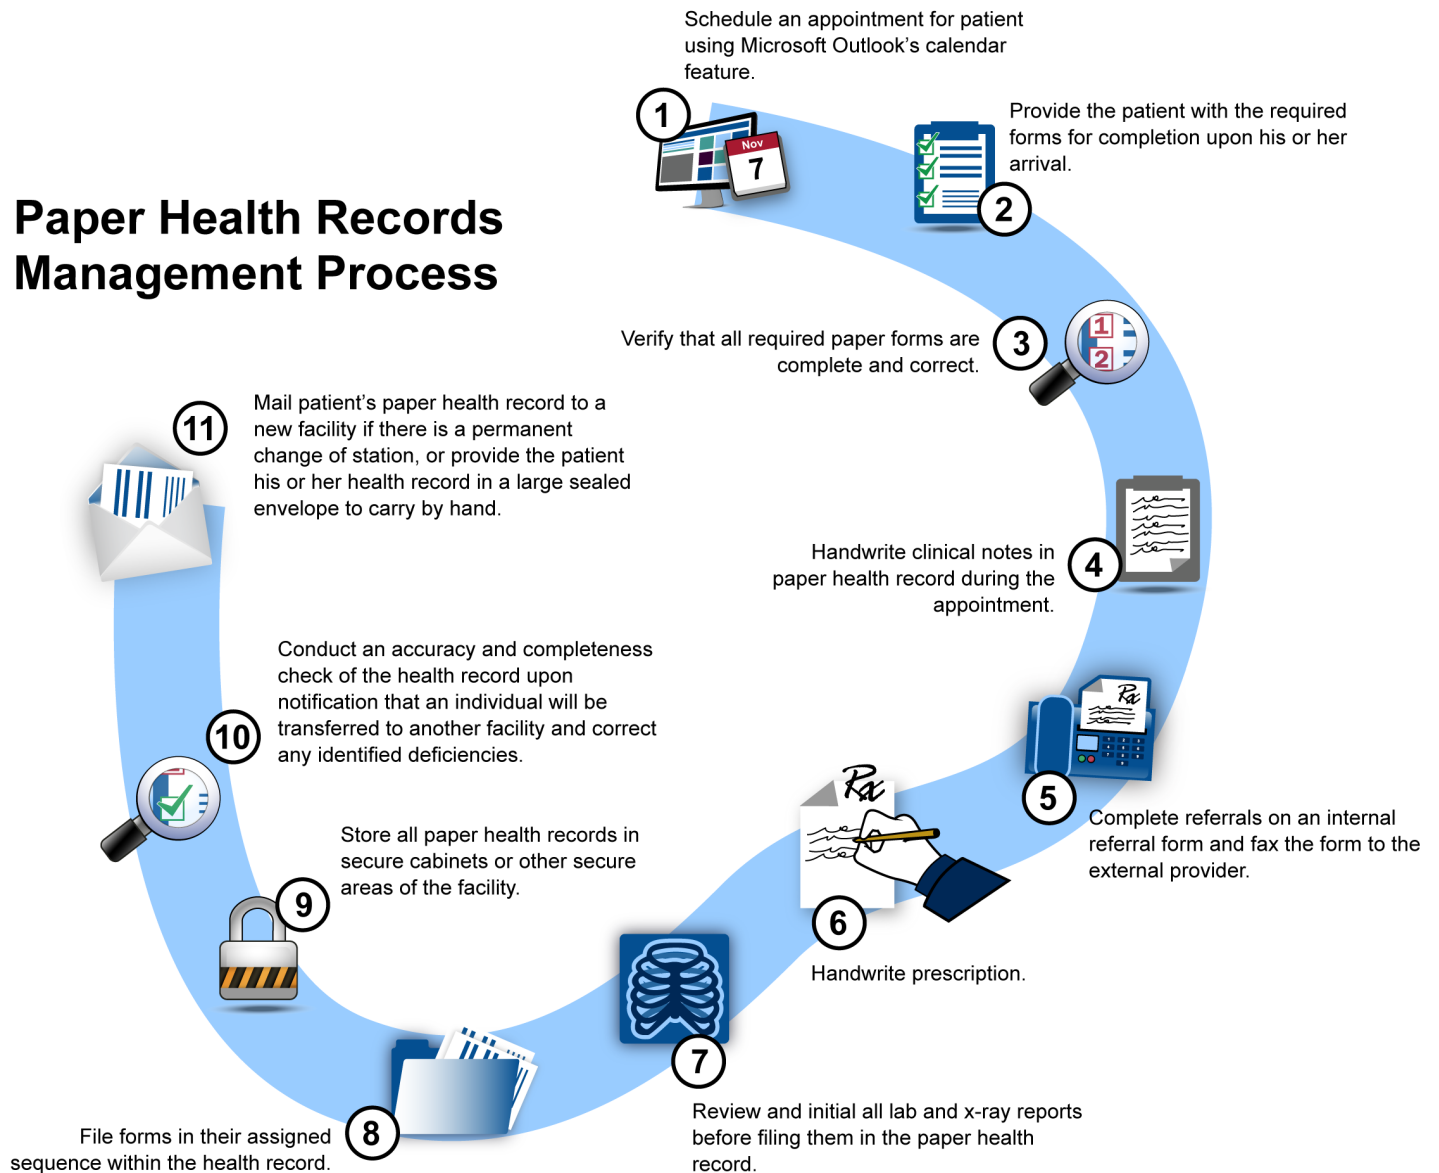 Paper Health Records
Management Process
1
Schedule an appointment for patient
using Microsoft Outlook's calendar
feature.
Nov
7
2
Provide the patient with the required
forms for completion upon his or her
arrival.
3
Verify that all required paper forms are
complete and correct.
1
2
4
Handwrite clinical notes in
paper health record during the
appointment.
5
Complete referrals on an internal
referral form and fax the form to the
external provider.
Rx
6
Handwrite prescription.
Rx
7
Review and initial all lab and x-ray reports
before filing them in the paper health
record.
8
File forms in their assigned
sequence within the health record.
9
Store all paper health records in
secure cabinets or other secure
areas of the facility.
10
Conduct an accuracy and completeness
check of the health record upon
notification that an individual will be
transferred to another facility and correct
any identified deficiencies.
11
Mail patient's paper health record to a
new facility if there is a permanent
change of station, or provide the patient
his or her health record in a large sealed
envelope to carry by hand.